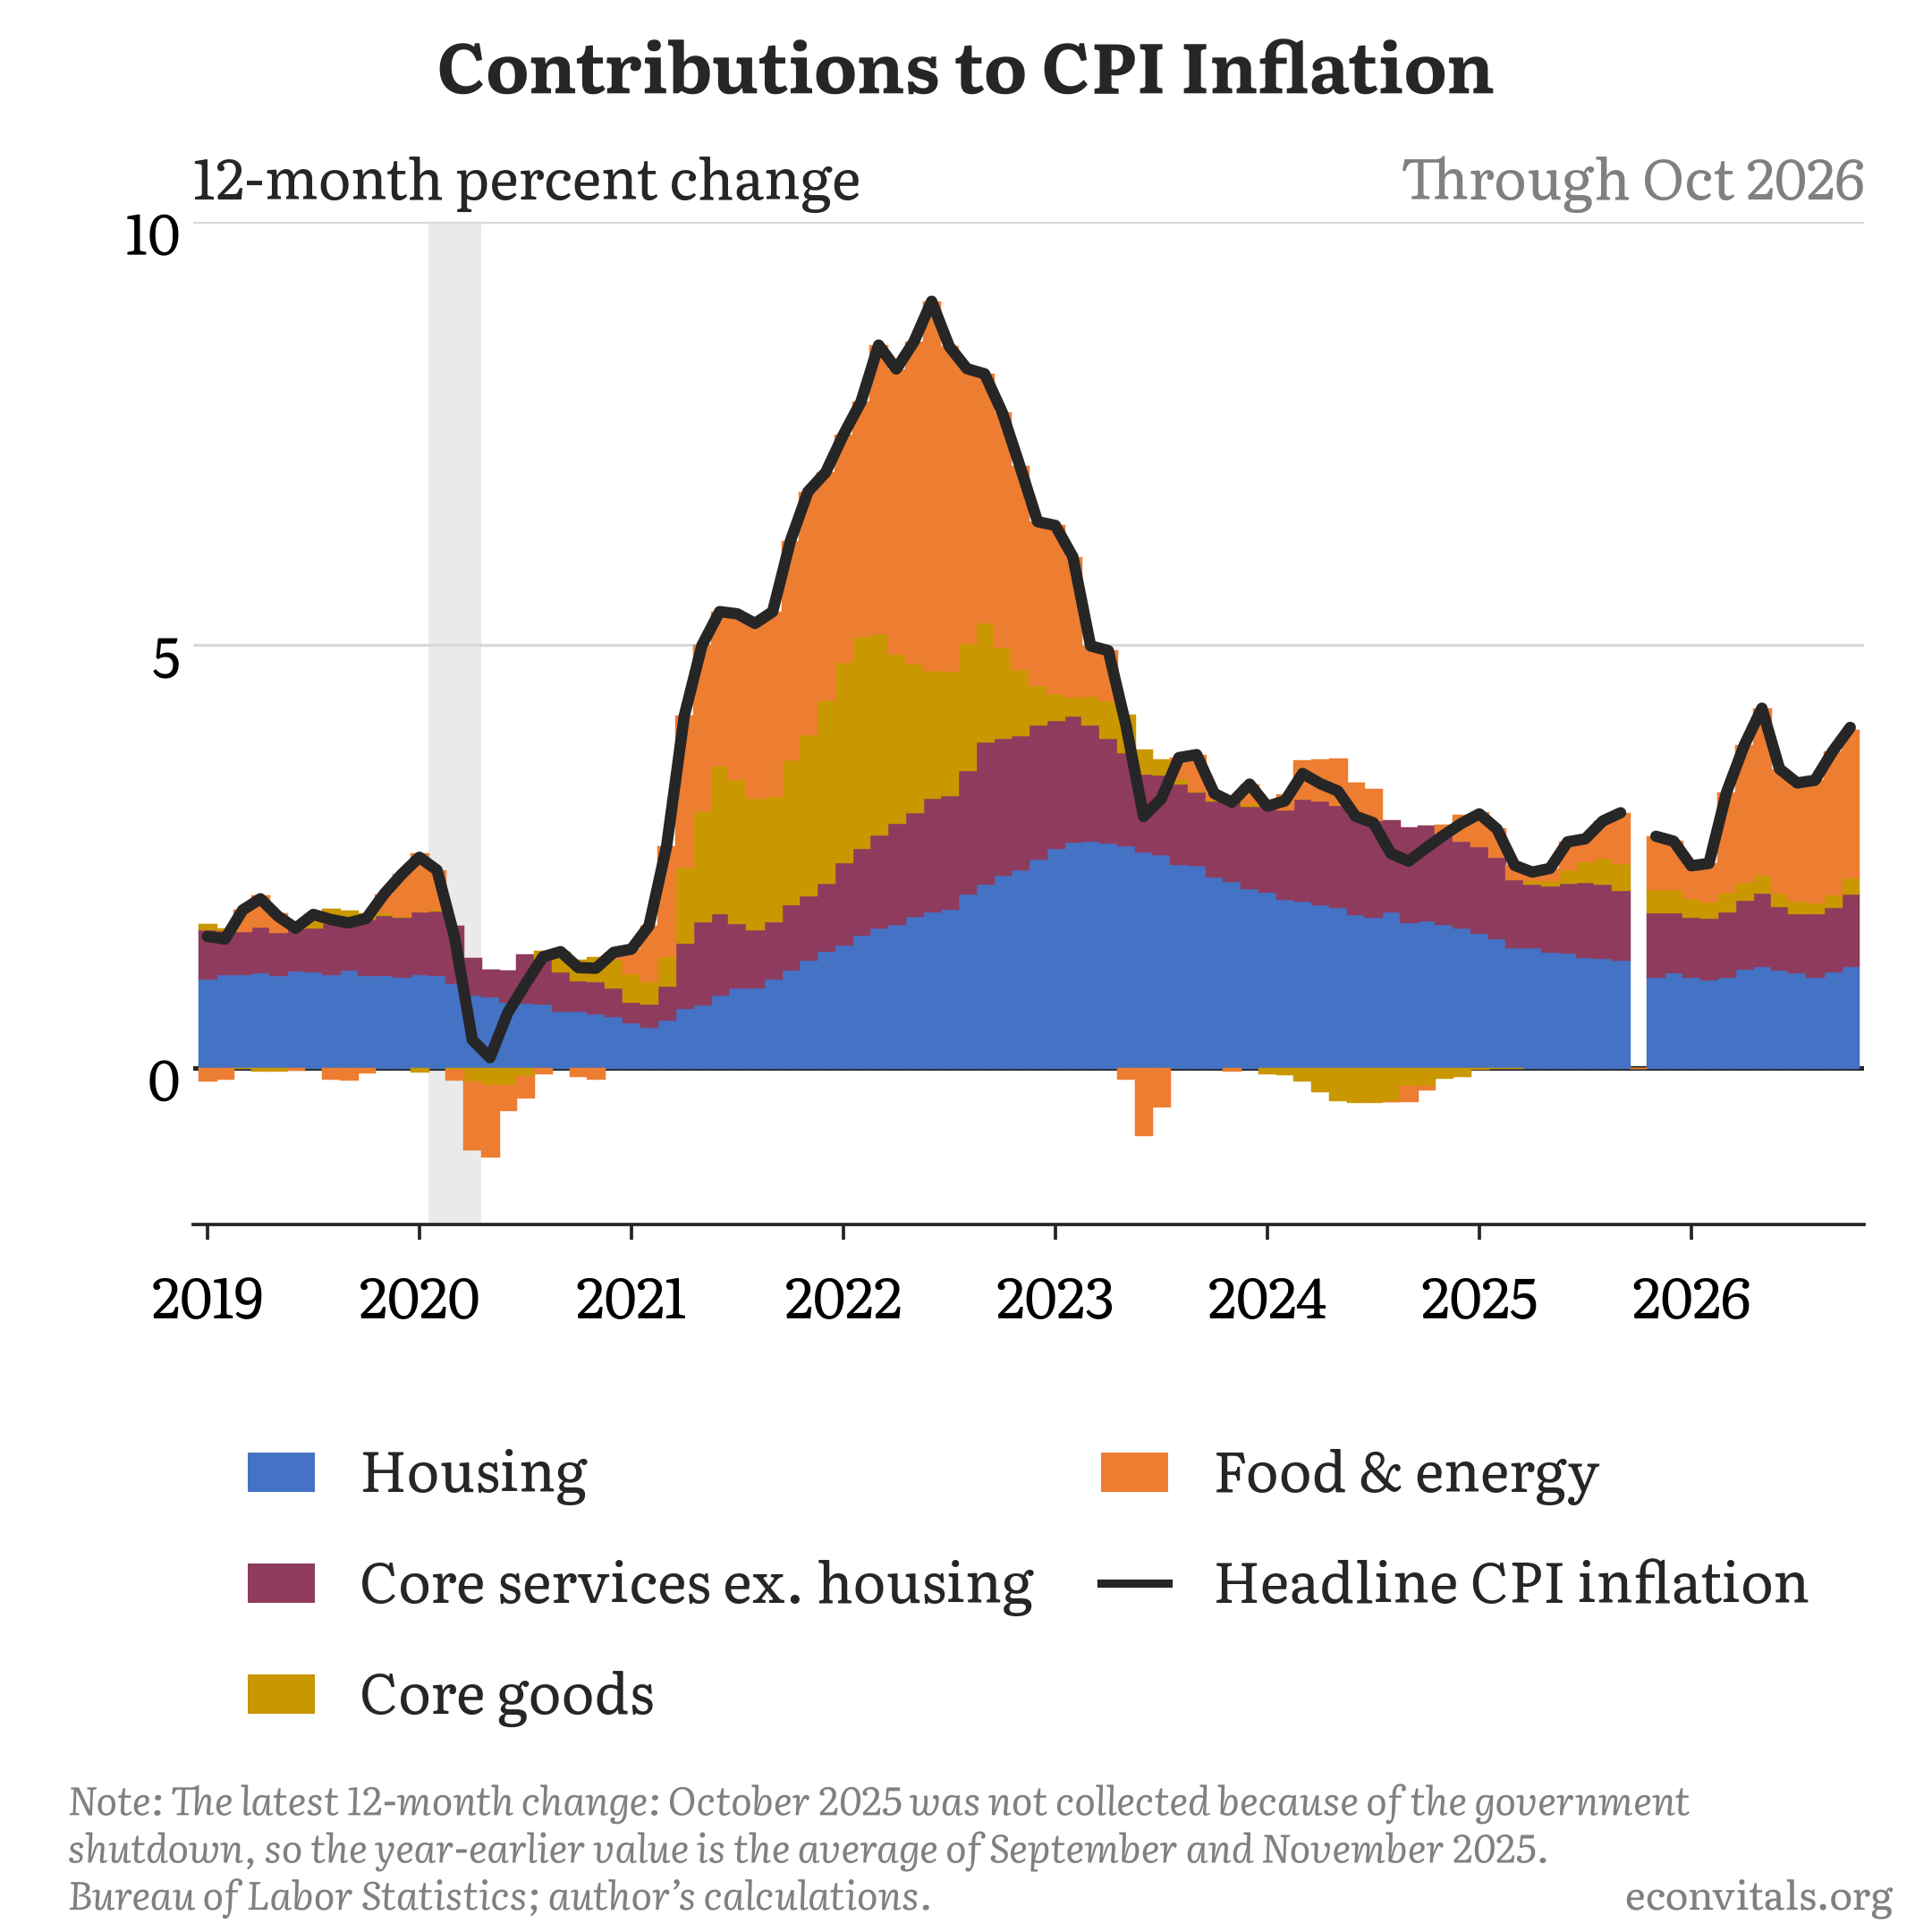 Contributions to CPI Inflation
12-month percent change
Through Oct 2026
10
5
0
2019 2020 2021 2022 2023 2024 2025 2026
Housing
Food & energy
Core services ex. housing
Headline CPI inflation
Core goods
Note: The latest 12-month change: October 2025 was not collected because of the government
shutdown, so the year-earlier value is the average of September and November 2025.
Bureau of Labor Statistics; author's calculations.
econvitals.org